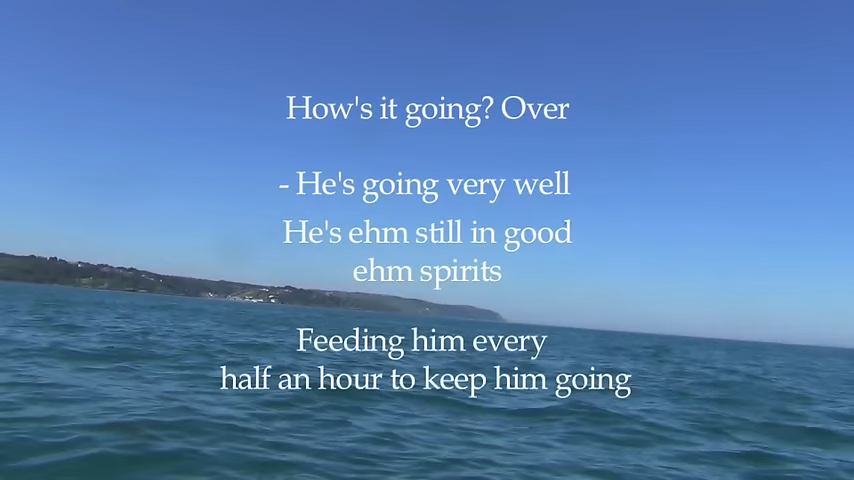 How's it going? Over
- He's going very well
He's ehm still in good
ehm spirits
Feeding him every
half an hour to keep him going